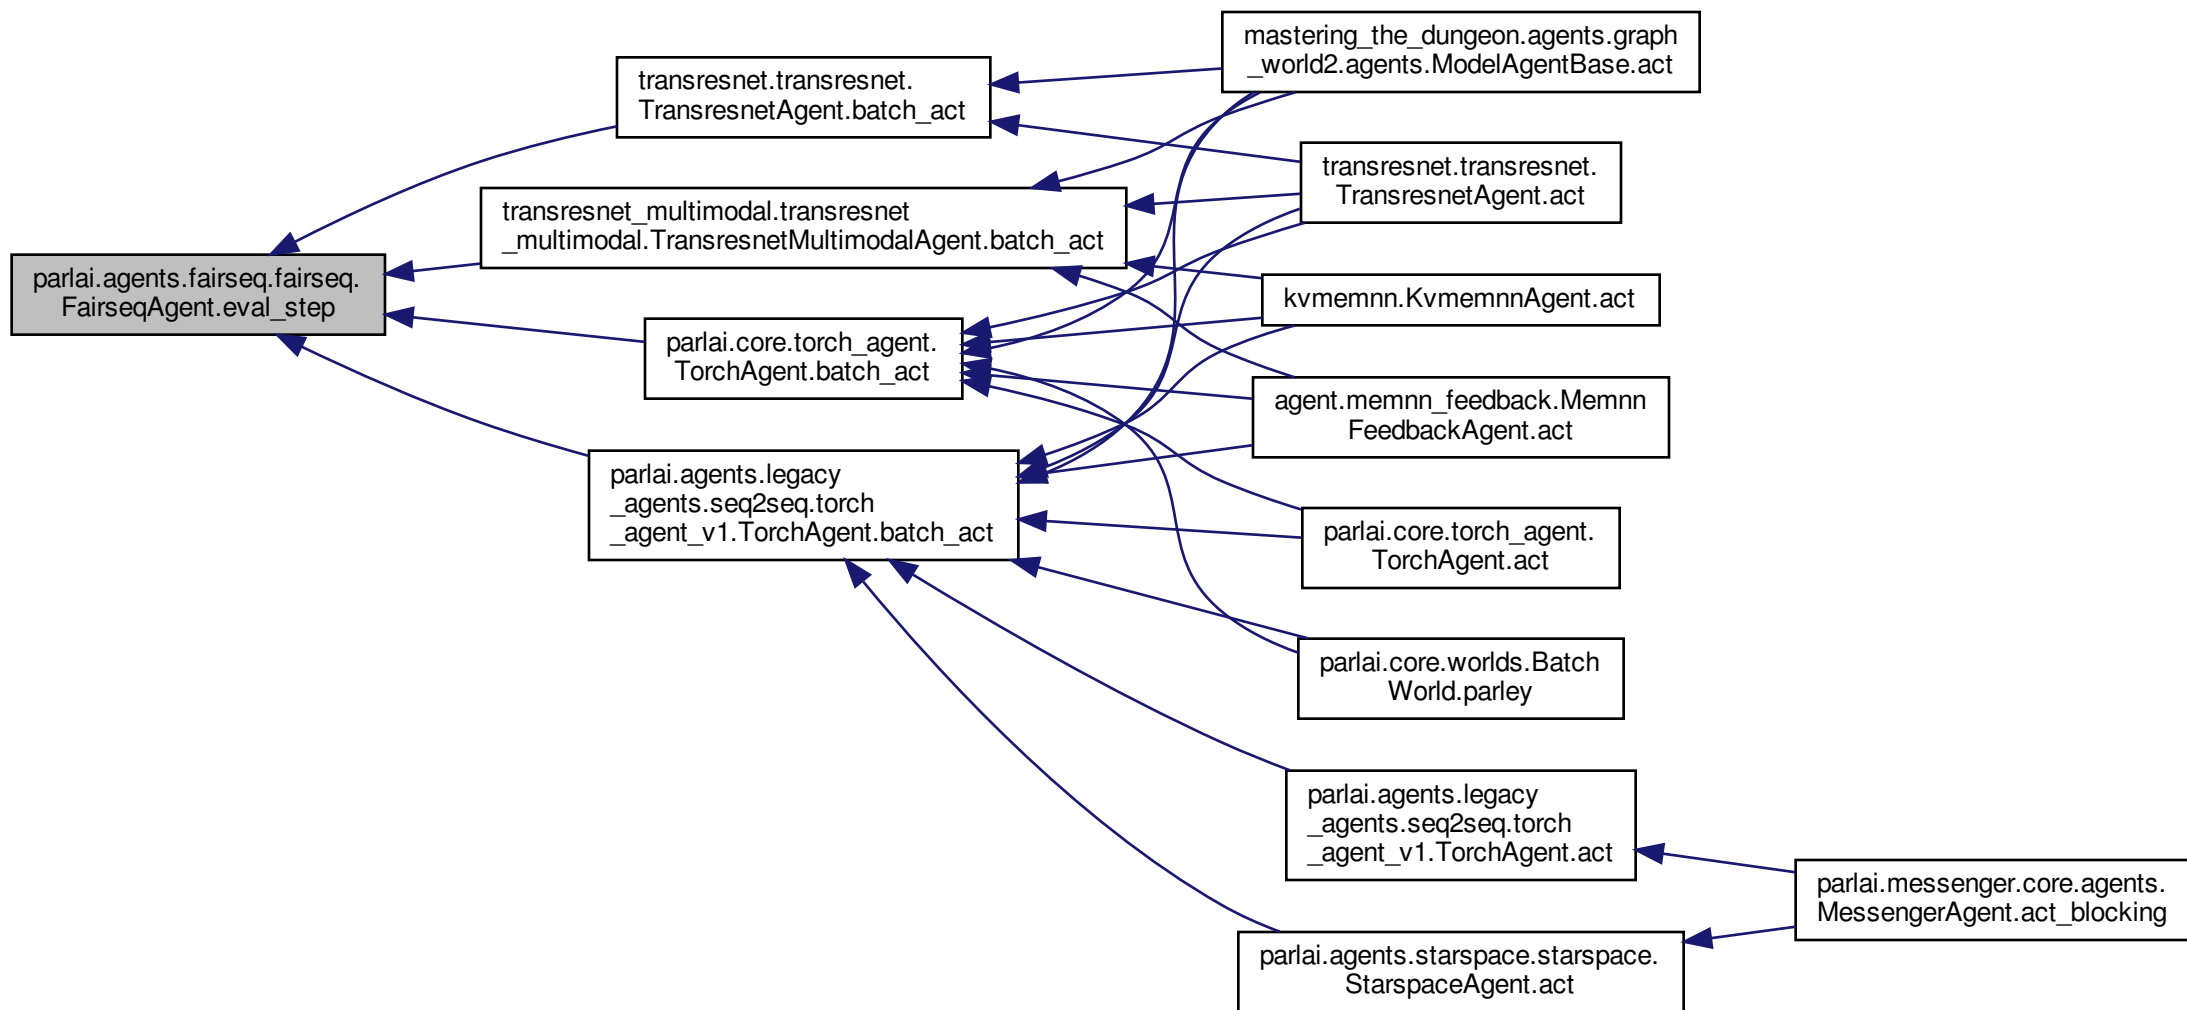 parlai.agents.fairseq.fairseq.
FairseqAgent.eval_step
transresnet.transresnet.
TransresnetAgent.batch_act
transresnet_multimodal.transresnet
_multimodal.TransresnetMultimodalAgent.batch_act
parlai.core.torch_agent.
TorchAgent.batch_act
parlai.agents.legacy
_agents.seq2seq.torch
_agent_v1.TorchAgent.batch_act
mastering_the_dungeon.agents.graph
_world2.agents.ModelAgentBase.act
transresnet.transresnet.
TransresnetAgent.act
kvmemnn.KvmemnnAgent.act
agent.memnn_feedback.Memnn
FeedbackAgent.act
parlai.core.torch_agent.
TorchAgent.act
parlai.core.worlds.Batch
World.parley
parlai.agents.legacy
_agents.seq2seq.torch
_agent_v1.TorchAgent.act
parlai.agents.starspace.starspace.
StarspaceAgent.act
parlai.messenger.core.agents.
MessengerAgent.act_blocking